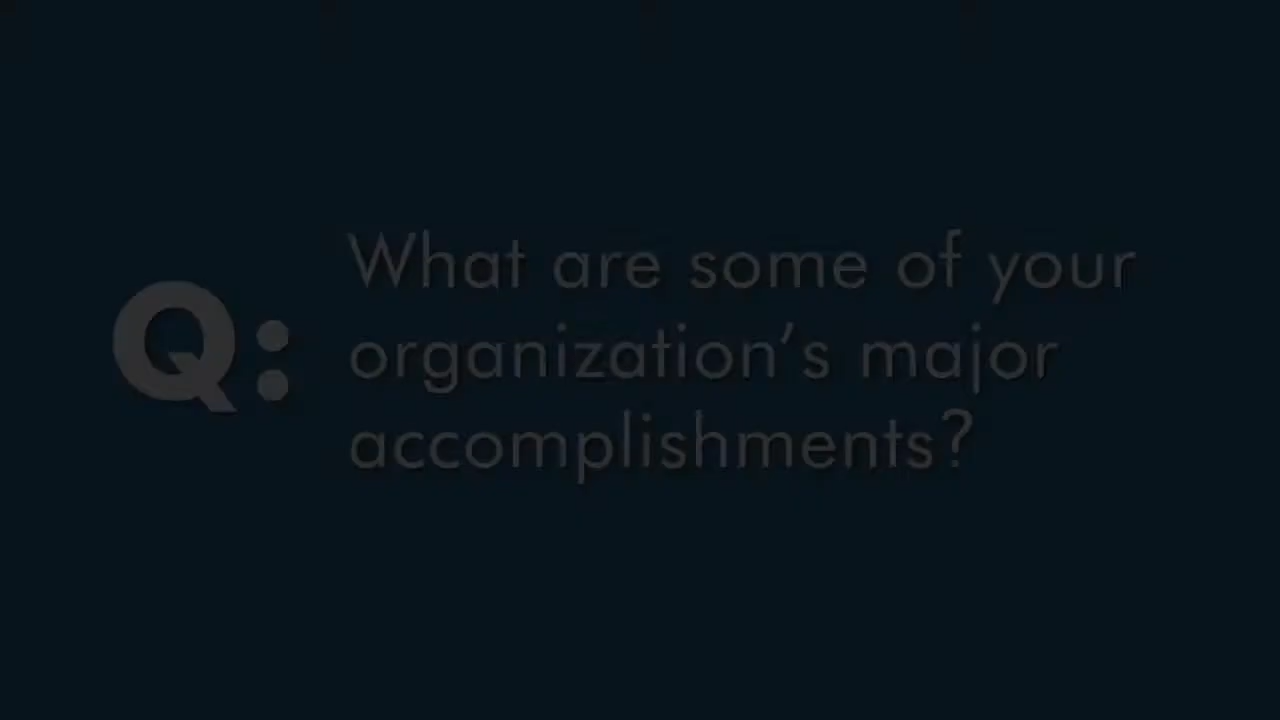 Q:
What are some of your
organization’s major
accomplishments?